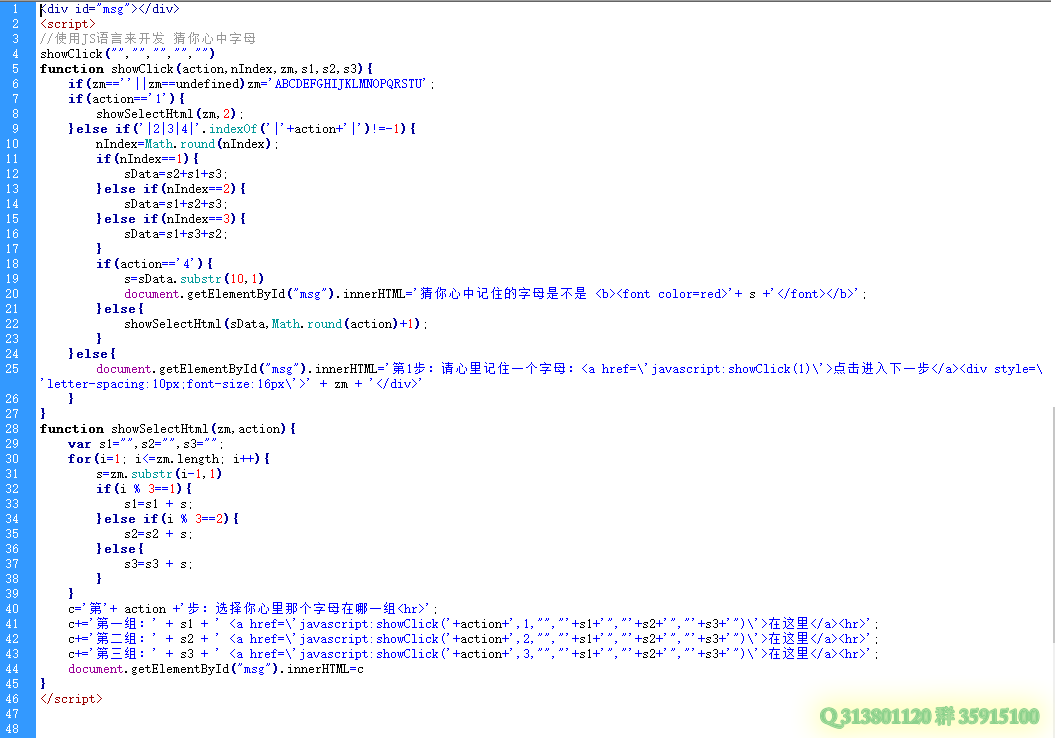 1 <div id="msg"></div>
2 <script>
3 //使用JS语言来开发 猜你心中字母
4 showClick("","","","","")
5 function showClick(action,nIndex,zm,s1,s2,s3){
6 if(zm==''||zm==undefined)zm='ABCDEFGHIJKLMNOPQRSTU';
7 if(action=='1'){
8 showSelectHtml(zm,2);
9 }else if('|2|3|4|'.indexOf('|'+action+'|')!=-1){
10 nIndex=Math.round(nIndex);
11 if(nIndex==1){
12 sData=s2+s1+s3;
13 }else if(nIndex==2){
14 sData=s1+s2+s3;
15 }else if(nIndex==3){
16 sData=s1+s3+s2;
17 }
18 if(action=='4'){
19 s=sData.substr(10,1)
20 document.getElementById("msg").innerHTML='猜你心中记住的字母是不是 <b><font color=red>'+ s +'</font></b>';
21 }else{
22 showSelectHtml(sData,Math.round(action)+1);
23 }
24 }else{
25 document.getElementById("msg").innerHTML='第1步：请心里记住一个字母：<a href=\'javascript:showClick(1)\'>点击进入下一步</a><div style=\
'letter-spacing:10px;font-size:16px\'>' + zm + '</div>'
26 }
27 }
28 function showSelectHtml(zm,action){
29 var s1="",s2="",s3="";
30 for(i=1; i<=zm.length; i++){
31 s=zm.substr(i-1,1)
32 if(i % 3==1){
33 s1=s1 + s;
34 }else if(i % 3==2){
35 s2=s2 + s;
36 }else{
37 s3=s3 + s;
38 }
39 }
40 c='第'+ action +'步：选择你心里那个字母在哪一组<hr>';
41 c+='第一组：' + s1 + ' <a href=\'javascript:showClick('+action+',1,"","'+s1+'","'+s2+'","'+s3+'")\'>在这里</a><hr>';
42 c+='第二组：' + s2 + ' <a href=\'javascript:showClick('+action+',2,"","'+s1+'","'+s2+'","'+s3+'")\'>在这里</a><hr>';
43 c+='第三组：' + s3 + ' <a href=\'javascript:showClick('+action+',3,"","'+s1+'","'+s2+'","'+s3+'")\'>在这里</a><hr>';
44 document.getElementById("msg").innerHTML=c
45 }
46 </script>
47
48
Q313801120 群 35915100